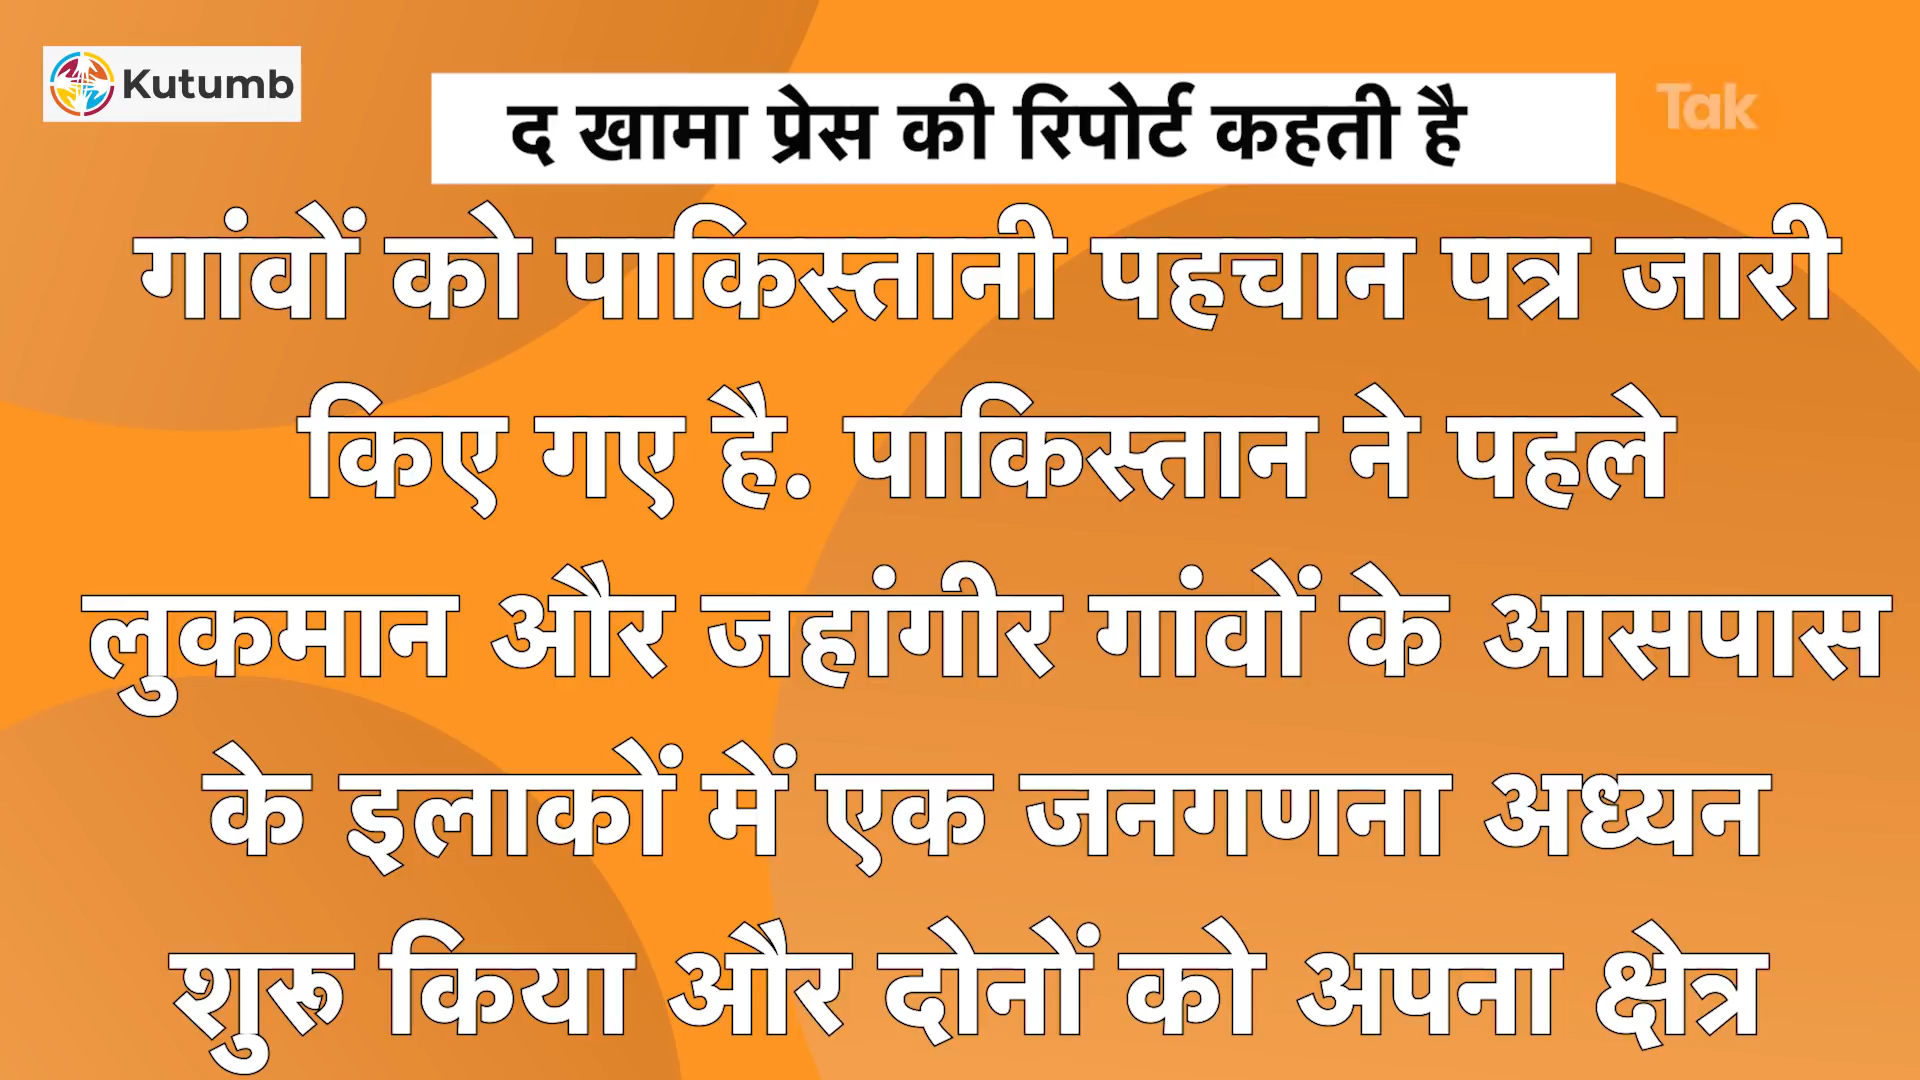 Kutumb
द खामा प्रेस की रिपोर्ट कहती है
Tak
गांवों को पाकिस्तानी पहचान पत्र जारी
किए गए है. पाकिस्तान ने पहले
लुकमान और जहांगीर गांवों के आसपास
के इलाकों में एक जनगणना अध्यन
शुरू किया और दोनों को अपना क्षेत्र